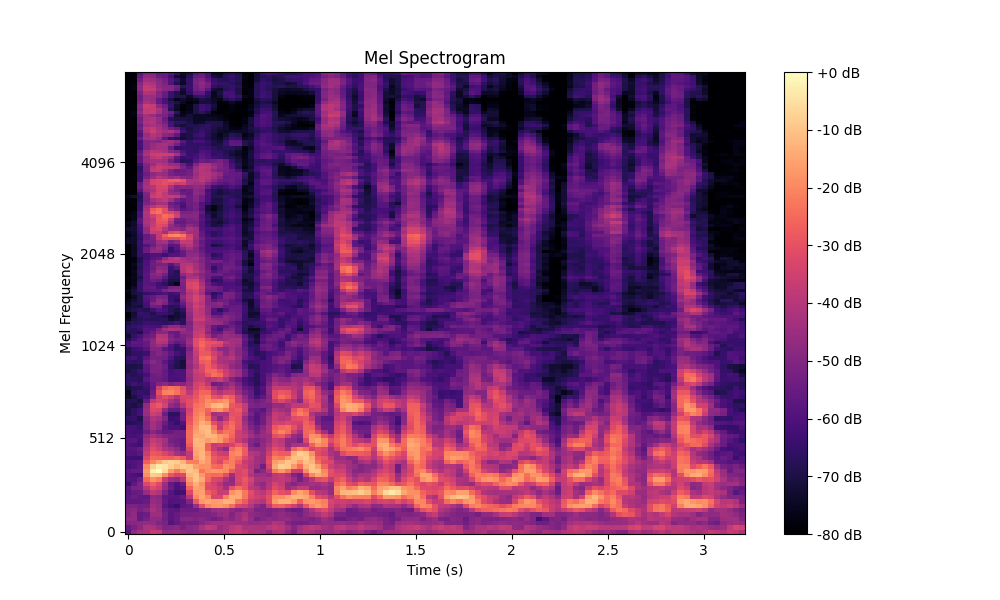 Mel Spectrogram
Mel Frequency
4096
2048
1024
512
0
0
0.5
1
1.5
2
2.5
3
Time (s)
+0 dB
-10 dB
-20 dB
-30 dB
-40 dB
-50 dB
-60 dB
-70 dB
-80 dB